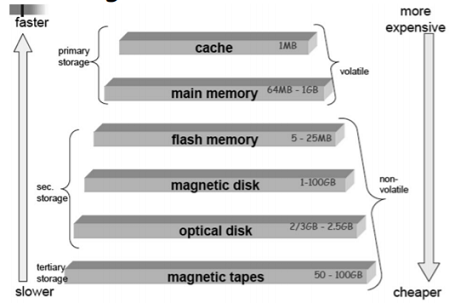 faster
more
expensive
cache 1MB
primary
storage
volatile
main memory 64MB - 1GB
flash memory 5 - 25MB
sec.
storage
magnetic disk 1-100GB
non-
volatile
optical disk 2/3GB - 2.5GB
tertiary
storage
magnetic tapes 50 - 100GB
slower
cheaper